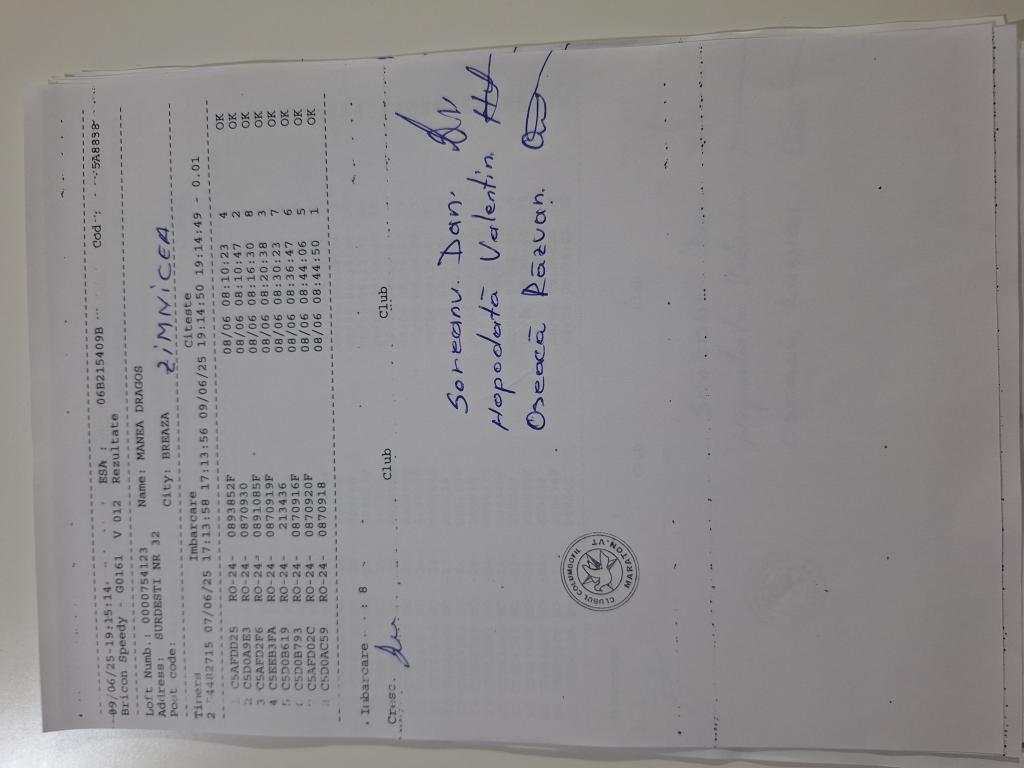 09/06/25-19:15:14 ESA : 06B215409B Cod : 5A8898
Bricon Speedy - G0161 V 012 Rezultate
Loft Numb.: 0000754123 Name: MANEA DRAGOS
Address: SURDESTI NR 32 City: BREAZA ZIMNICEA
Post code:
Timers Imbarcare Citeste
2 4482715 07/06/25 17:13:58 17:13:56 09/06/25 19:14:50 19:14:49 - 0.01
C5AFDD25 RO-24- 0893852F 08/06 08:10:23 4 OK
2 C5D0A9E3 RO-24- 0870930 08/06 08:10:47 2 OK
3 C5AFD2F6 RO-24- 0891085F 08/06 08:16:30 8 OK
4 C5EEB3FA RO-24- 0870919F 08/06 08:20:38 3 OK
5 C5D0B619 RO-24- 213436 08/06 08:30:23 7 OK
C5D0B793 RO-24- 0870916F 08/06 08:36:47 6 OK
C5AFD02C RO-24- 0870920F 08/06 08:44:06 5 OK
C5D0AC59 RO-24- 0870918 08/06 08:44:50 1 OK
Imbarcare : 8
Cresc. Club Club
Soreanu Dan.
Hopodată Valentin.
Oseacă Răzvan.
CLUBUL COLUMBOFIL
MARATON-VT